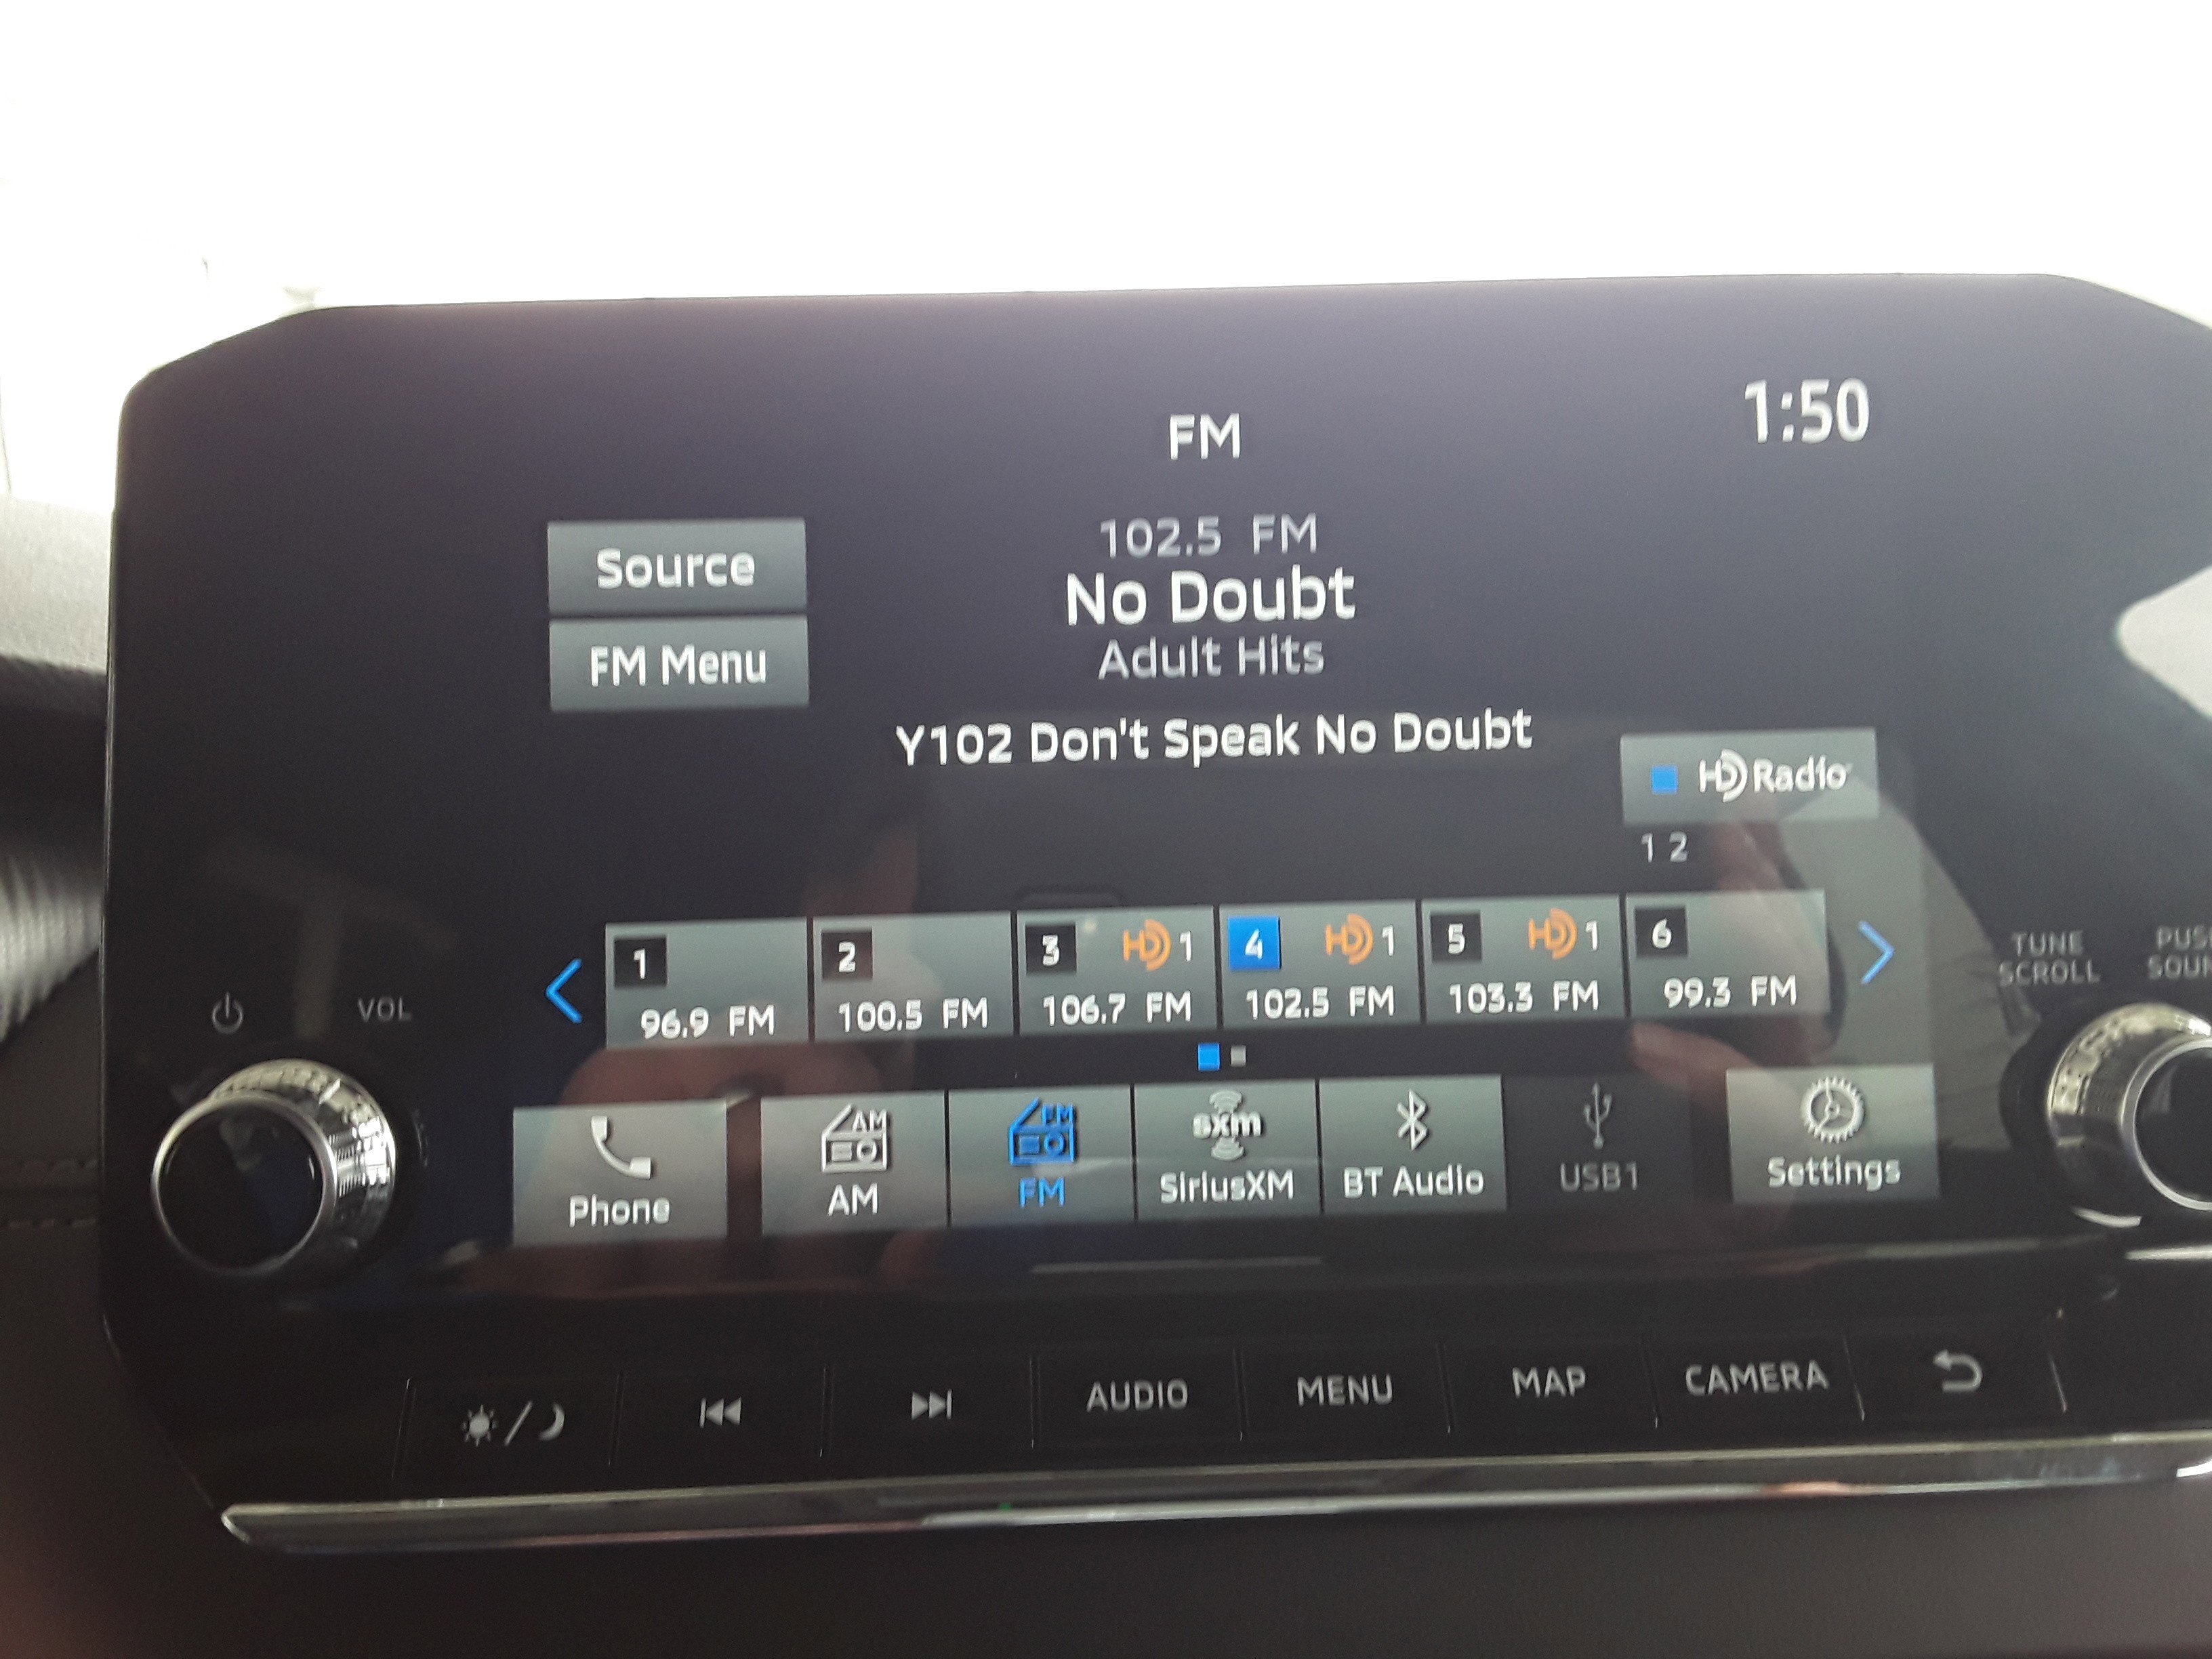 FM
1:50
102.5 FM
Source
No Doubt
FM Menu
Adult Hits
Y102 Don't Speak No Doubt
HD Radio
1 2
1
2
3 HD 1
4 HD 1
5 HD 1
6
96.9 FM
100.5 FM
106.7 FM
102.5 FM
103.3 FM
99.3 FM
VOL
TUNE
SCROLL
AM
FM
sxm
Phone
AM
FM
SiriusXM
BT Audio
USB1
Settings
AUDIO
MENU
MAP
CAMERA